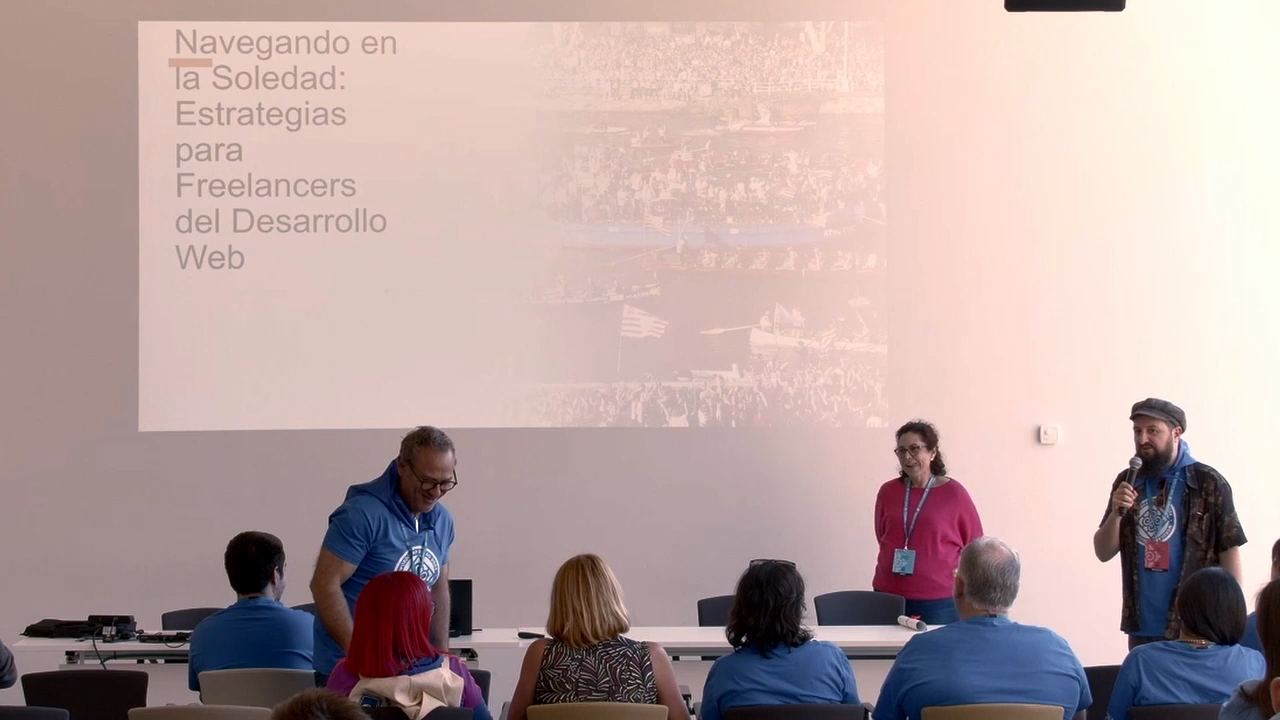 Navegando en
la Soledad:
Estrategias
para
Freelancers
del Desarrollo
Web